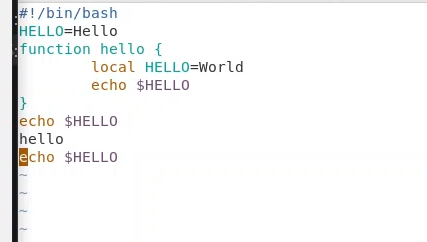 #!/bin/bash
HELLO=Hello
function hello {
        local HELLO=World
        echo $HELLO
}
echo $HELLO
hello
echo $HELLO
~
~
~
~